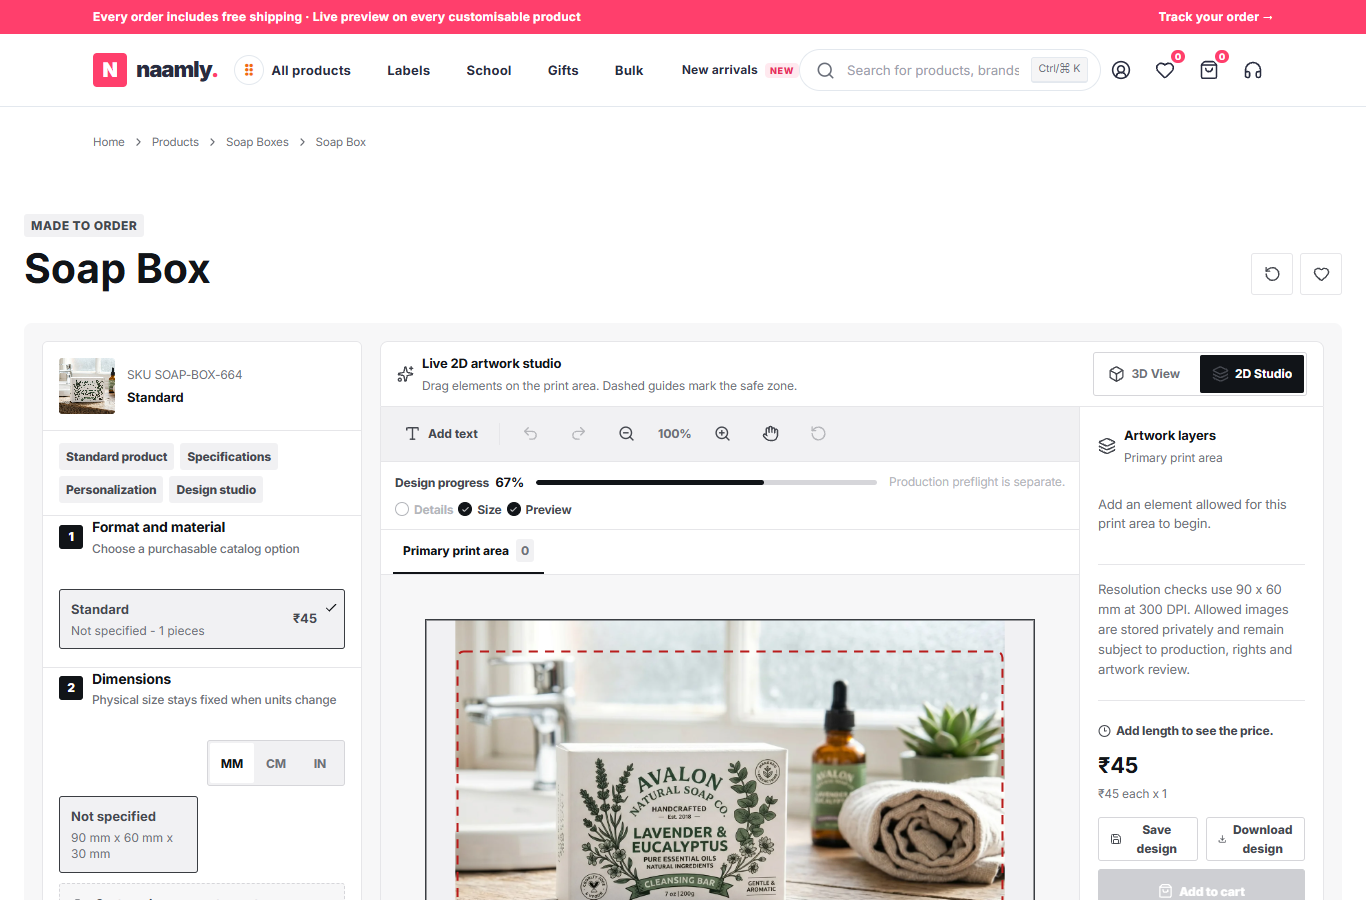 Every order includes free shipping · Live preview on every customisable product
Track your order →
N naamly.
All products
Labels
School
Gifts
Bulk
New arrivals NEW
Search for products, brands
Ctrl/⌘ K
0
0
Home > Products > Soap Boxes > Soap Box
MADE TO ORDER
Soap Box
SKU SOAP-BOX-664
Standard
Standard product
Specifications
Personalization
Design studio
1 Format and material
Choose a purchasable catalog option
Standard
Not specified - 1 pieces
₹45
2 Dimensions
Physical size stays fixed when units change
MM CM IN
Not specified
90 mm x 60 mm x
30 mm
Live 2D artwork studio
Drag elements on the print area. Dashed guides mark the safe zone.
3D View
2D Studio
Add text
100%
Design progress 67%
Production preflight is separate.
Details Size Preview
Primary print area 0
AVALON
NATURAL SOAP CO.
HANDCRAFTED
Est. 2018
LAVENDER &
EUCALYPTUS
PURE ESSENTIAL OILS
NATURAL INGREDIENTS
CLEANSING BAR
7 oz | 200g
GENTLE &
AROMATIC
AVALON
Artwork layers
Primary print area
Add an element allowed for this
print area to begin.
Resolution checks use 90 x 60
mm at 300 DPI. Allowed images
are stored privately and remain
subject to production, rights and
artwork review.
Add length to see the price.
₹45
₹45 each x 1
Save
design
Download
design
Add to cart